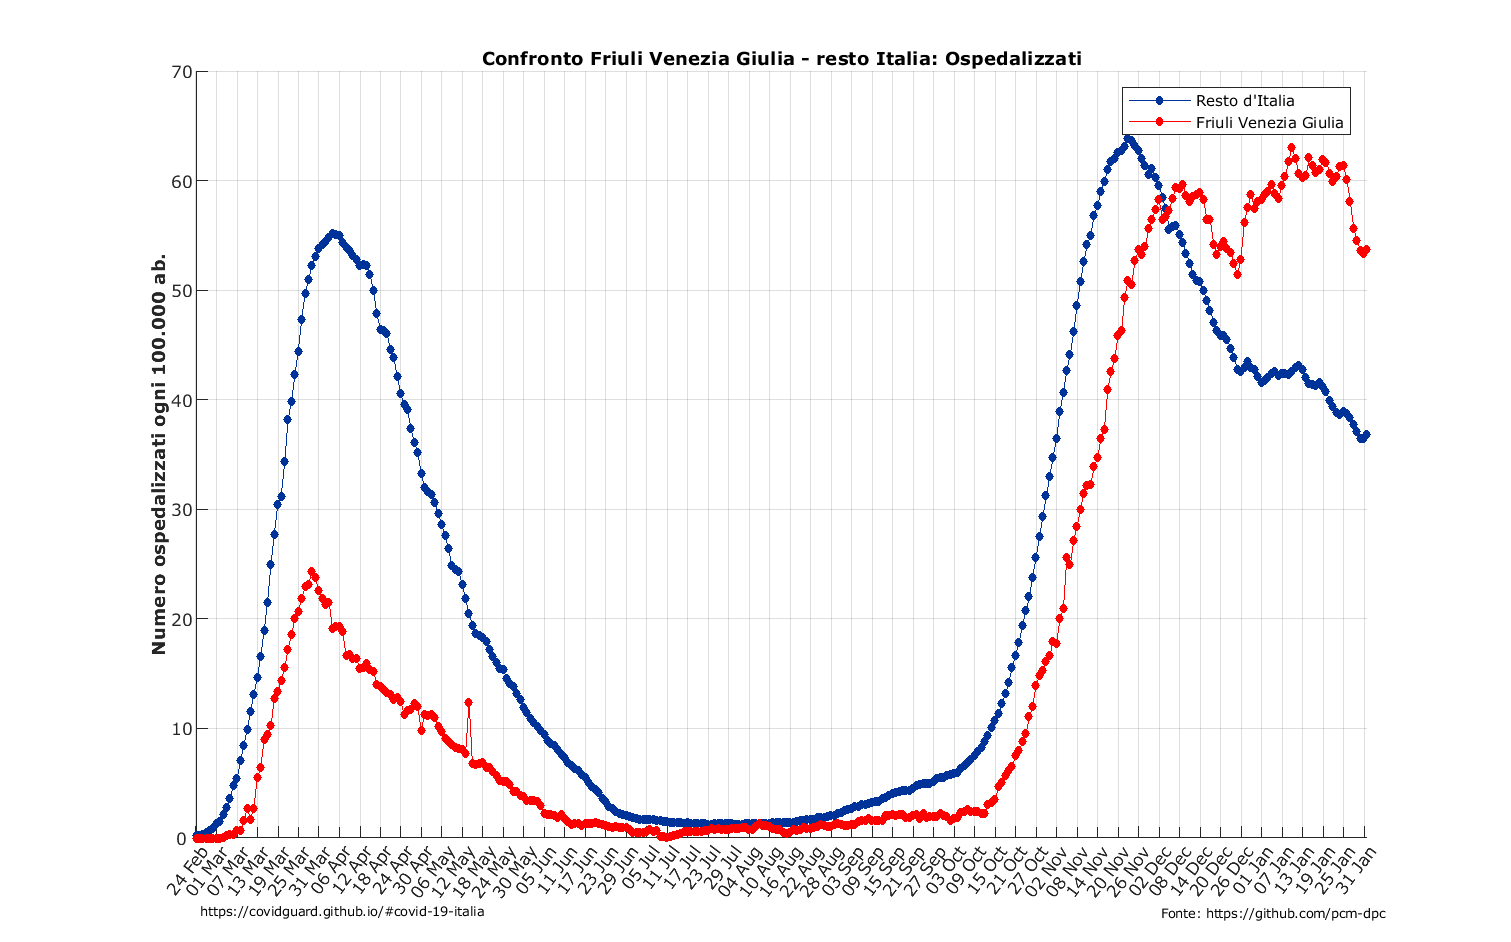 Confronto Friuli Venezia Giulia - resto Italia: Ospedalizzati
Resto d'Italia
Friuli Venezia Giulia
Numero ospedalizzati ogni 100.000 ab.
70
60
50
40
30
20
10
0
24 Feb
01 Mar
07 Mar
13 Mar
19 Mar
25 Mar
31 Mar
06 Apr
12 Apr
18 Apr
24 Apr
30 Apr
06 May
12 May
18 May
24 May
30 May
05 Jun
11 Jun
17 Jun
23 Jun
29 Jun
05 Jul
11 Jul
17 Jul
23 Jul
29 Jul
04 Aug
10 Aug
16 Aug
22 Aug
28 Aug
03 Sep
09 Sep
15 Sep
21 Sep
27 Sep
03 Oct
09 Oct
15 Oct
21 Oct
27 Oct
02 Nov
08 Nov
14 Nov
20 Nov
26 Nov
02 Dec
08 Dec
14 Dec
20 Dec
26 Dec
01 Jan
07 Jan
13 Jan
19 Jan
25 Jan
31 Jan
https://covidguard.github.io/#covid-19-italia
Fonte: https://github.com/pcm-dpc